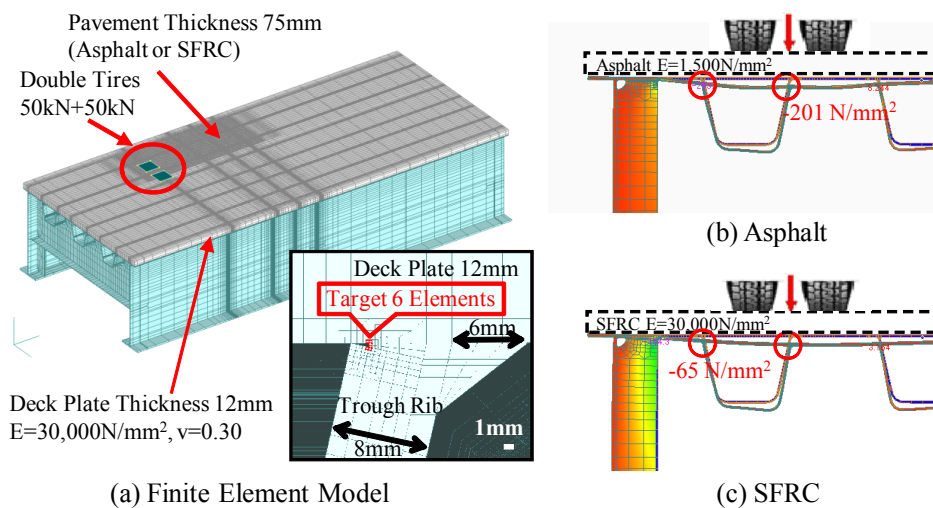 Pavement Thickness 75mm
(Asphalt or SFRC)
Double Tires
50kN+50kN
Deck Plate 12mm
Target 6 Elements
6mm
Trough Rib
8mm
1mm
Deck Plate Thickness 12mm
E=30,000N/mm², v=0.30
(a) Finite Element Model
Asphalt E=1,500N/mm²
-201 N/mm²
(b) Asphalt
SFRC E=30,000N/mm²
-65 N/mm²
(c) SFRC